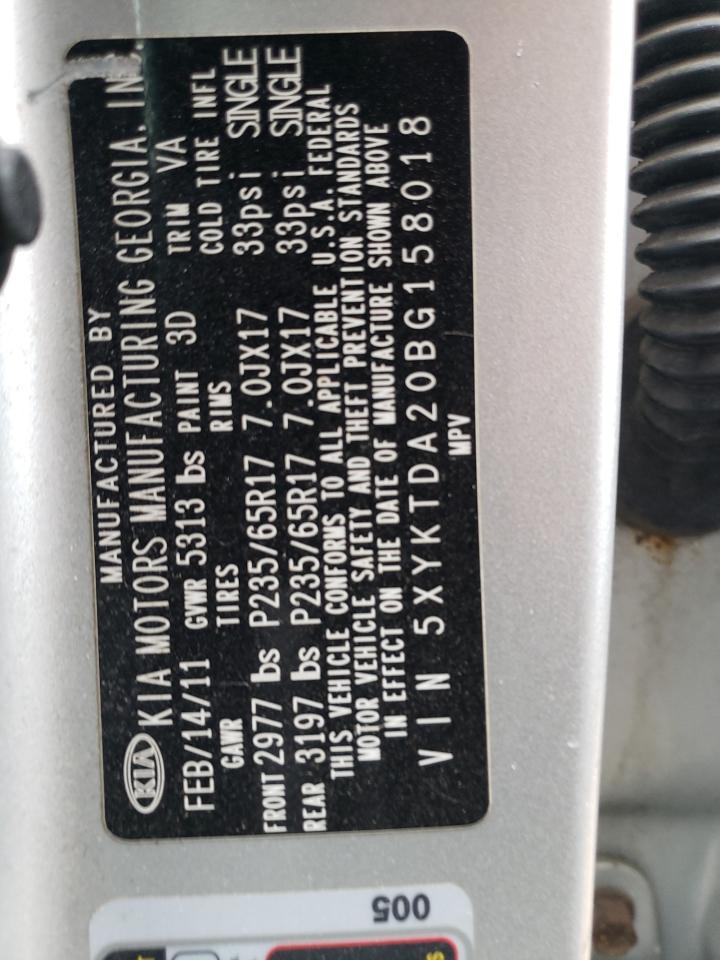 MANUFACTURED BY
KIA KIA MOTORS MANUFACTURING GEORGIA, INC.
FEB/14/11 GVWR 5313 lbs PAINT 3D TRIM VA
GAWR TIRES RIMS COLD TIRE INFL
FRONT 2977 lbs P235/65R17 7.0JX17 33psi SINGLE
REAR 3197 lbs P235/65R17 7.0JX17 33psi SINGLE
THIS VEHICLE CONFORMS TO ALL APPLICABLE U.S.A. FEDERAL
MOTOR VEHICLE SAFETY AND THEFT PREVENTION STANDARDS
IN EFFECT ON THE DATE OF MANUFACTURE SHOWN ABOVE
VIN 5XYKTDA20BG158018
MPV
005